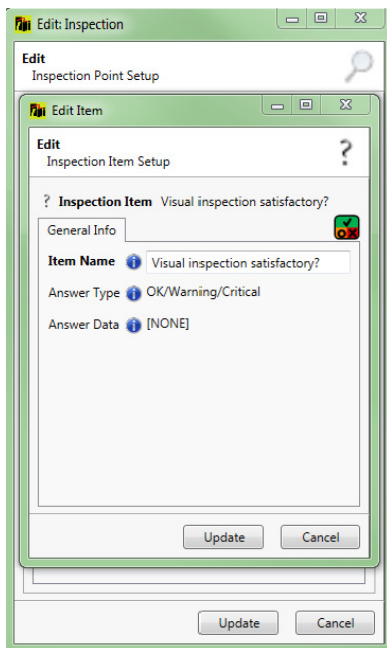 Edit: Inspection
Edit
Inspection Point Setup
Edit Item
Edit
Inspection Item Setup
? Inspection Item Visual inspection satisfactory?
General Info
Item Name Visual inspection satisfactory?
Answer Type OK/Warning/Critical
Answer Data [NONE]
Update Cancel
Update Cancel